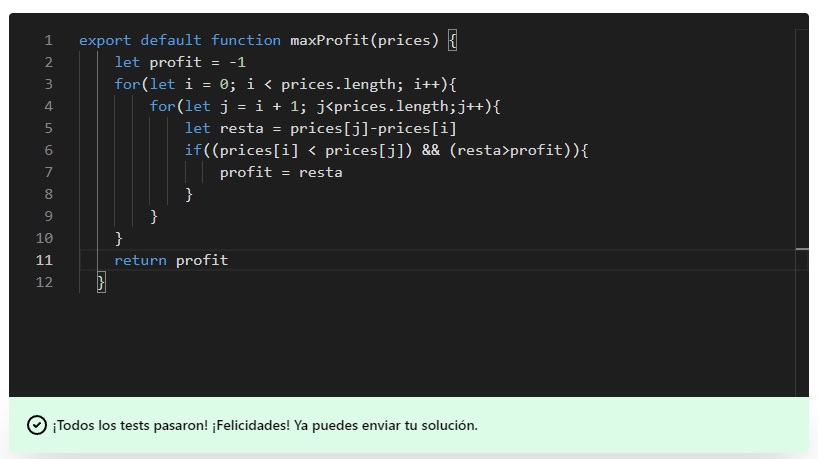 1 export default function maxProfit(prices) {
2 let profit = -1
3 for(let i = 0; i < prices.length; i++){
4 for(let j = i + 1; j<prices.length;j++){
5 let resta = prices[j]-prices[i]
6 if((prices[i] < prices[j]) && (resta>profit)){
7 profit = resta
8 }
9 }
10 }
11 return profit
12 }
¡Todos los tests pasaron! ¡Felicidades! Ya puedes enviar tu solución.